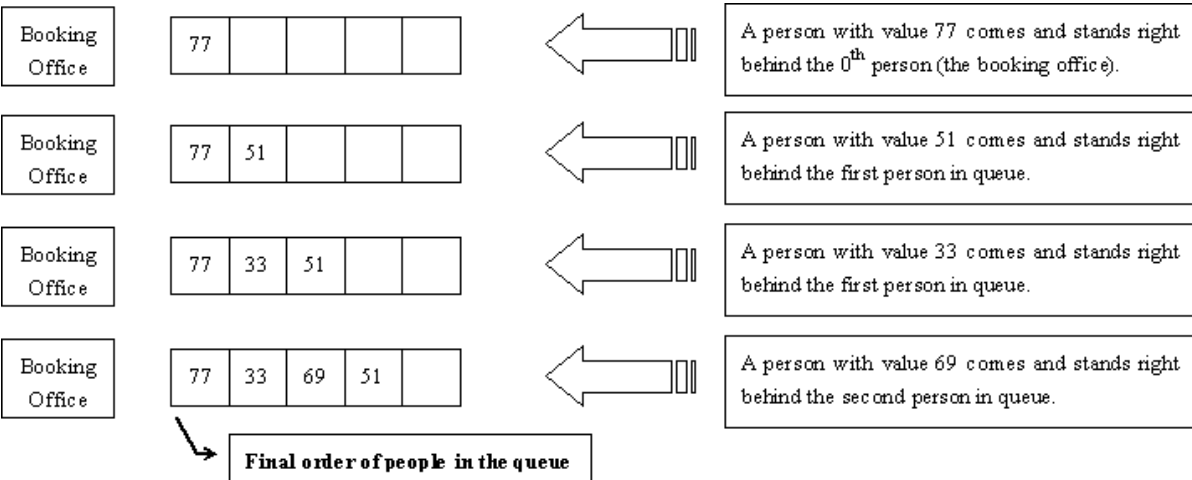 Booking
Office
77
A person with value 77 comes and stands right
behind the 0th person (the booking office).
Booking
Office
77 51
A person with value 51 comes and stands right
behind the first person in queue.
Booking
Office
77 33 51
A person with value 33 comes and stands right
behind the first person in queue.
Booking
Office
77 33 69 51
A person with value 69 comes and stands right
behind the second person in queue.
Final order of people in the queue